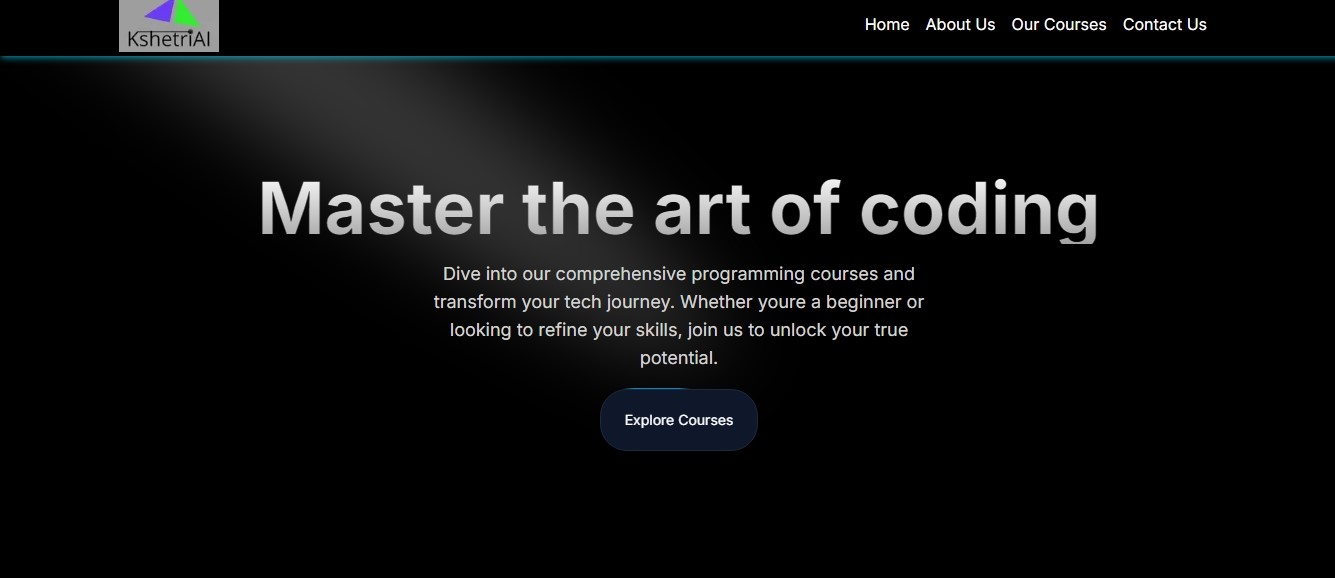 KshetriAI
Home About Us Our Courses Contact Us
Master the art of coding
Dive into our comprehensive programming courses and
transform your tech journey. Whether youre a beginner or
looking to refine your skills, join us to unlock your true
potential.
Explore Courses